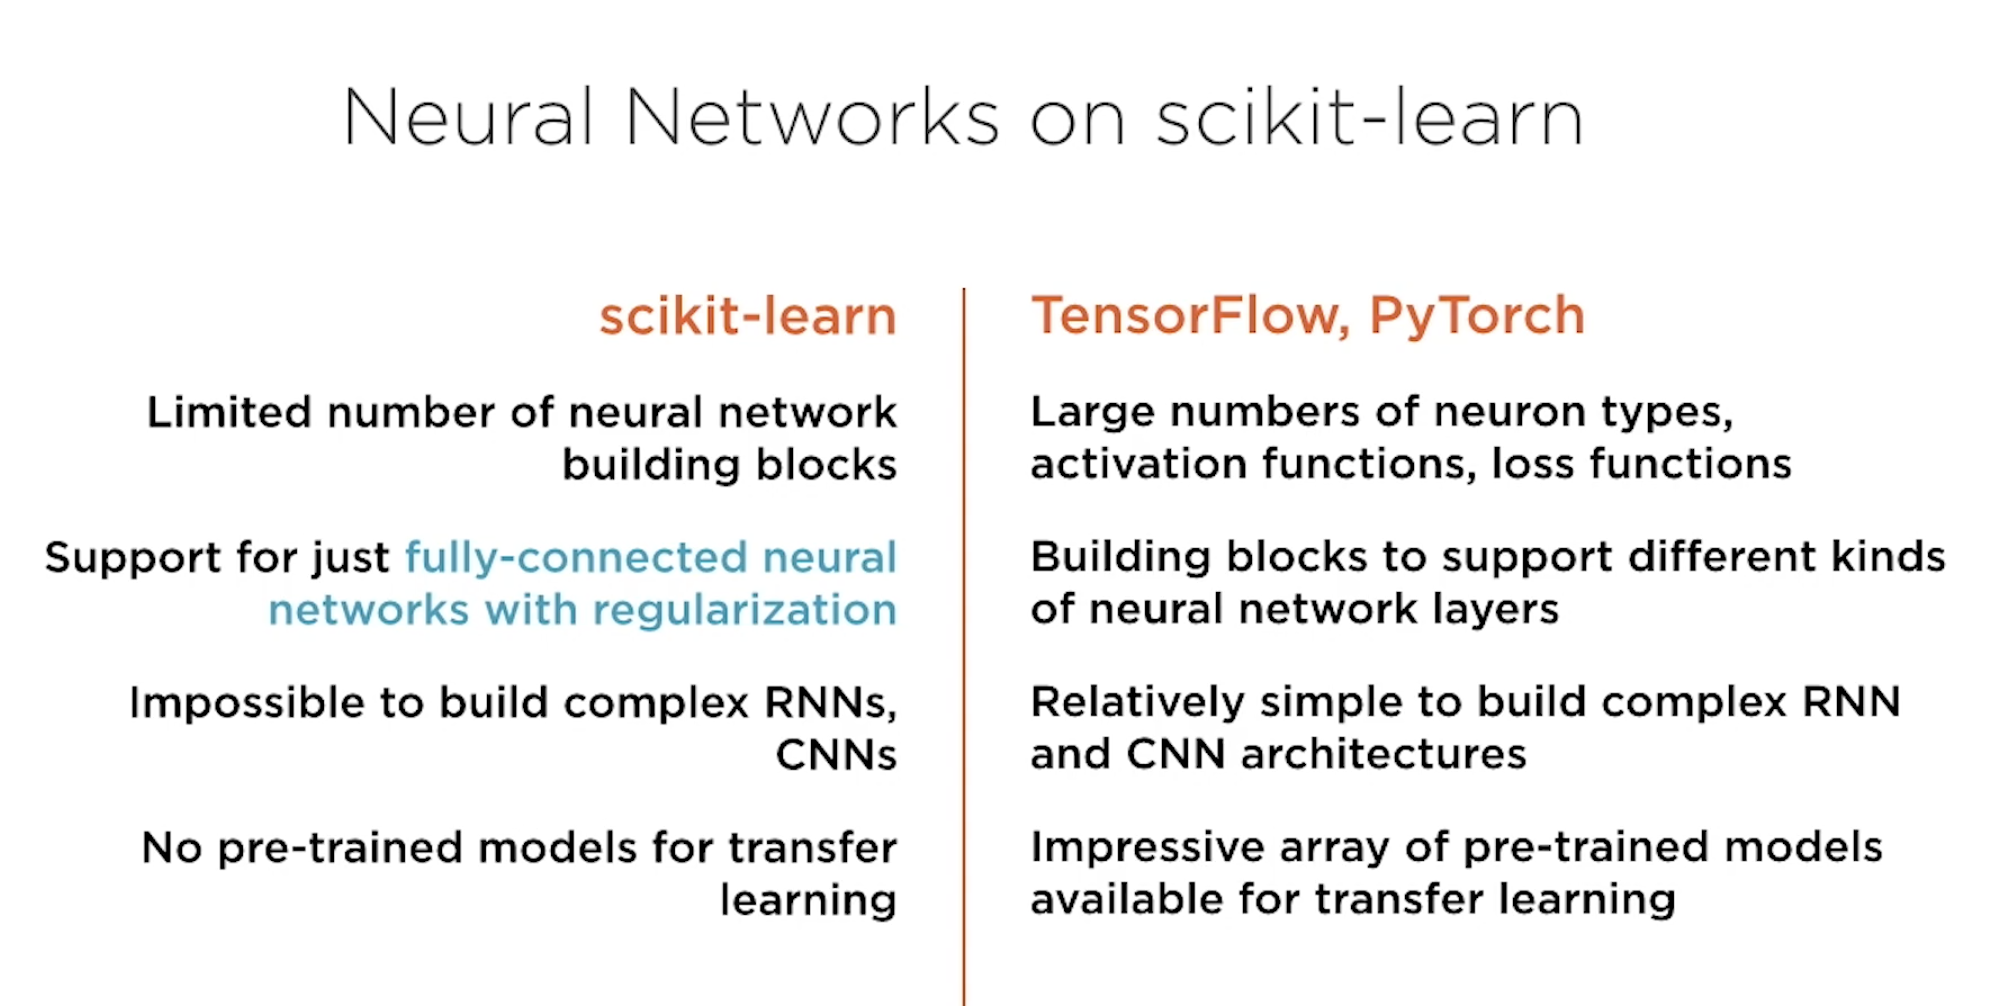 Neural Networks on scikit-learn
scikit-learn
Limited number of neural network
building blocks
Support for just fully-connected neural
networks with regularization
Impossible to build complex RNNs,
CNNs
No pre-trained models for transfer
learning
TensorFlow, PyTorch
Large numbers of neuron types,
activation functions, loss functions
Building blocks to support different kinds
of neural network layers
Relatively simple to build complex RNN
and CNN architectures
Impressive array of pre-trained models
available for transfer learning